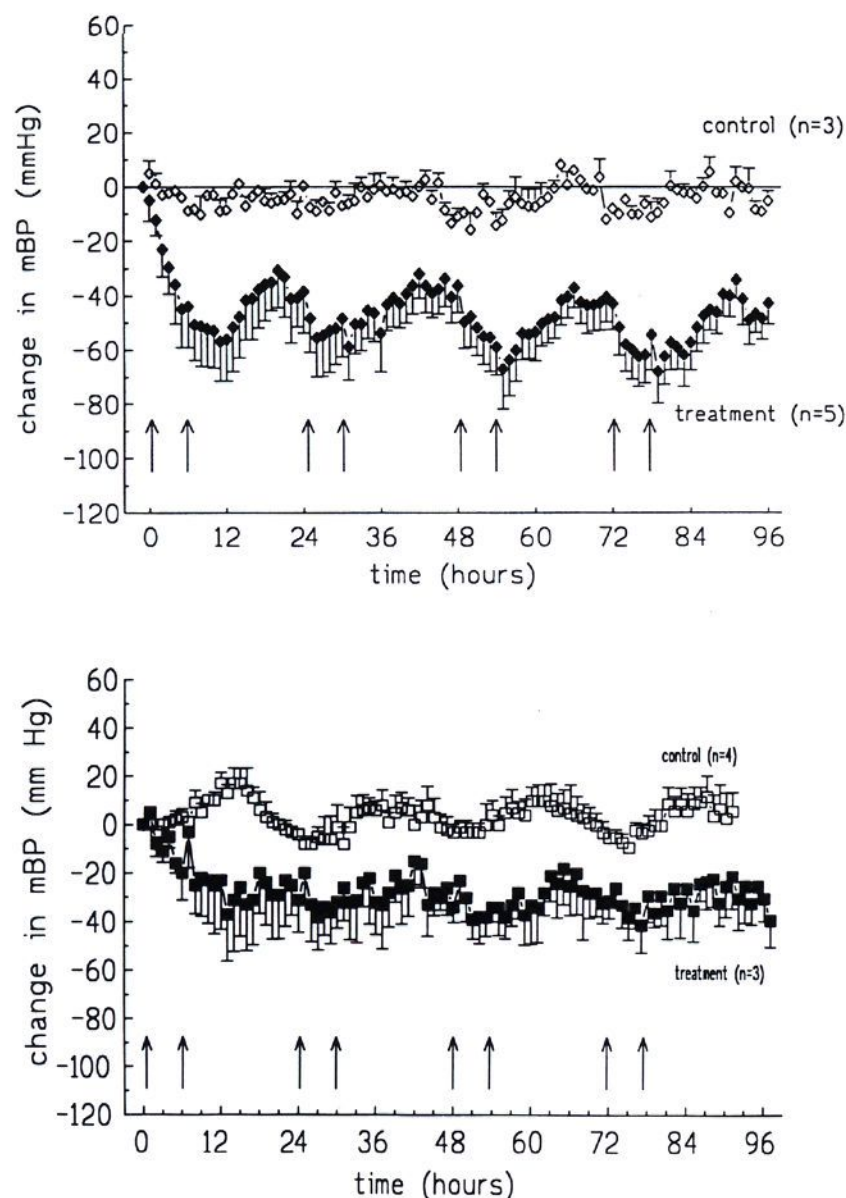 60
40
20
0
-20
-40
-60
-80
-100
-120
change in mBP (mmHg)
control (n=3)
treatment (n=5)
0 12 24 36 48 60 72 84 96
time (hours)
60
40
20
0
-20
-40
-60
-80
-100
-120
change in mBP (mm Hg)
control (n=4)
treatment (n=3)
0 12 24 36 48 60 72 84 96
time (hours)